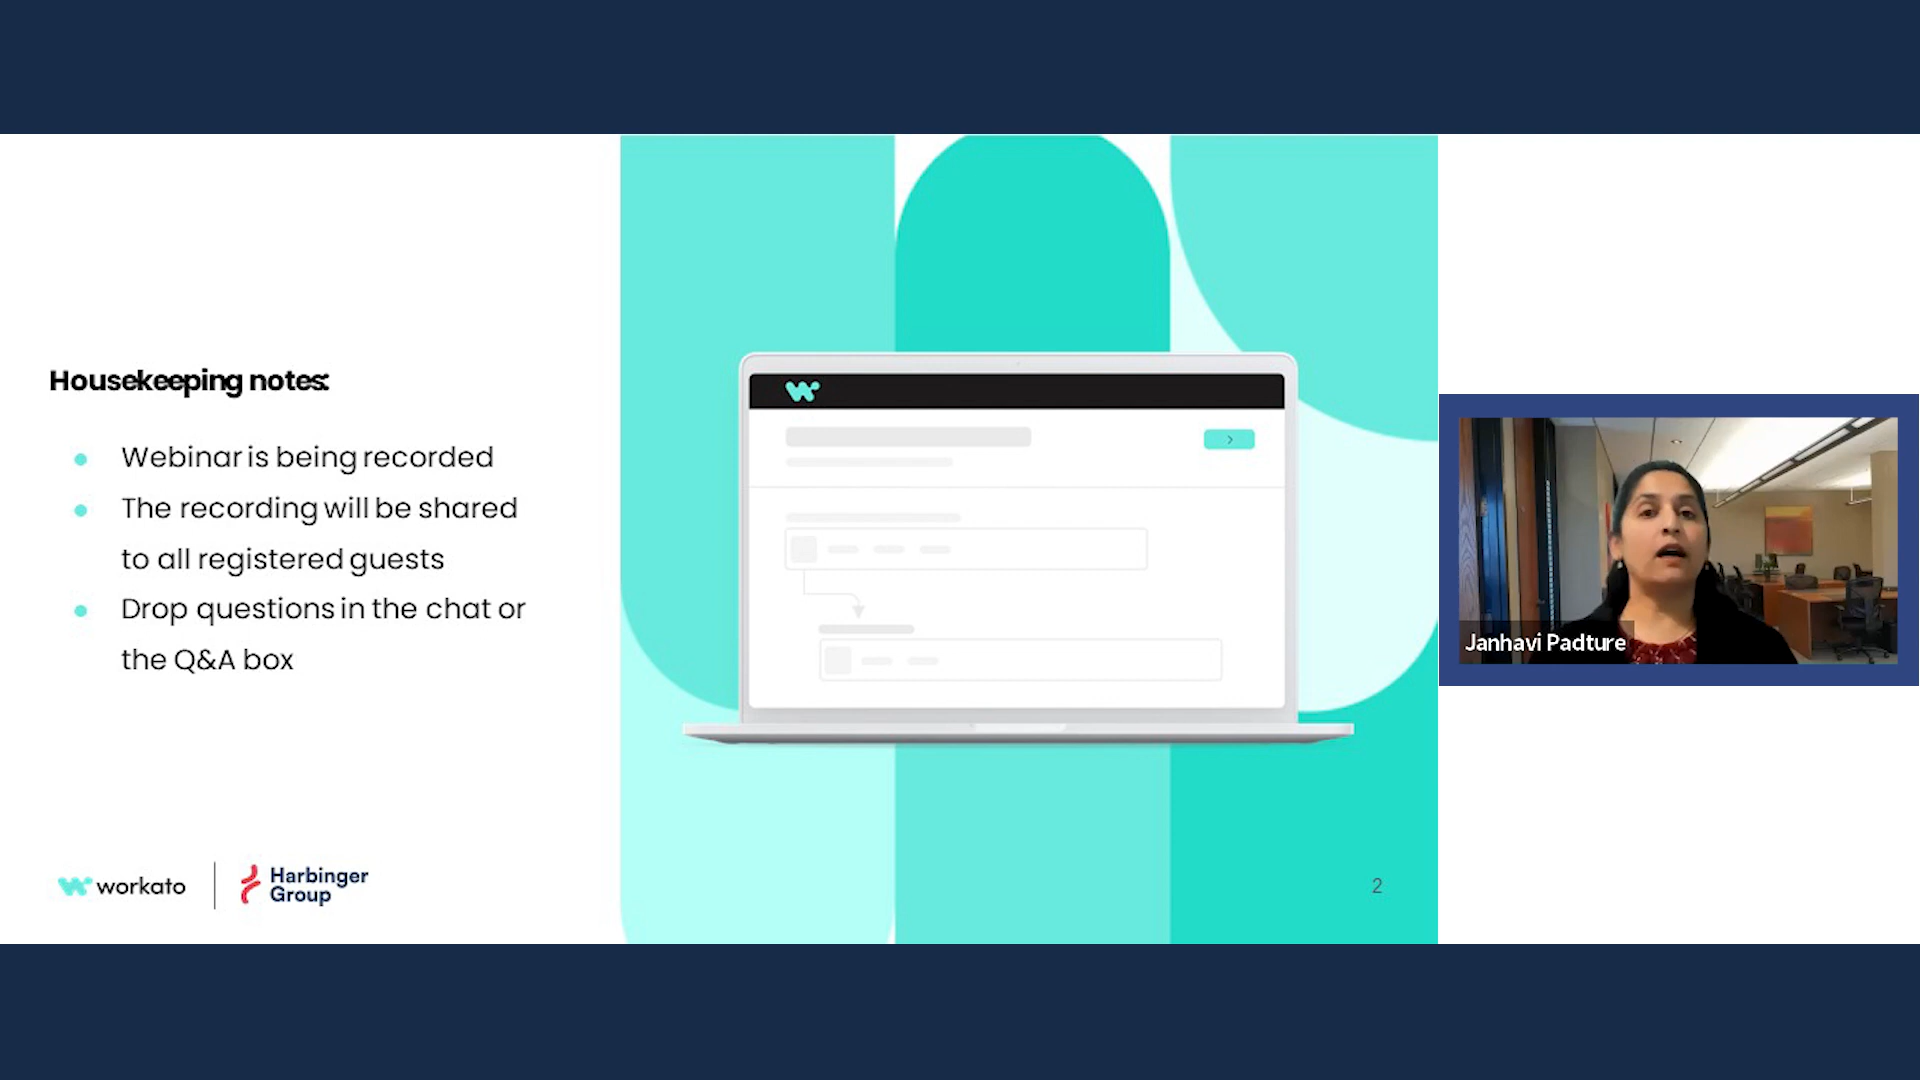 Housekeeping notes:
Webinar is being recorded
The recording will be shared
to all registered guests
Drop questions in the chat or
the Q&A box
workato
Harbinger
Group
2
Janhavi Padture